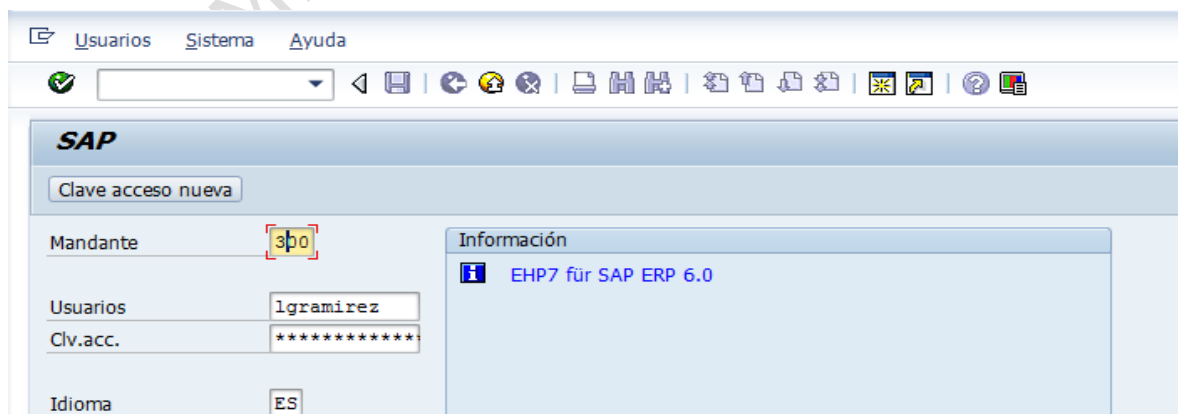 Usuarios Sistema Ayuda
SAP
Clave acceso nueva
Mandante 300
Información
EHP7 für SAP ERP 6.0
Usuarios lgramirez
Clv.acc. *************
Idioma ES